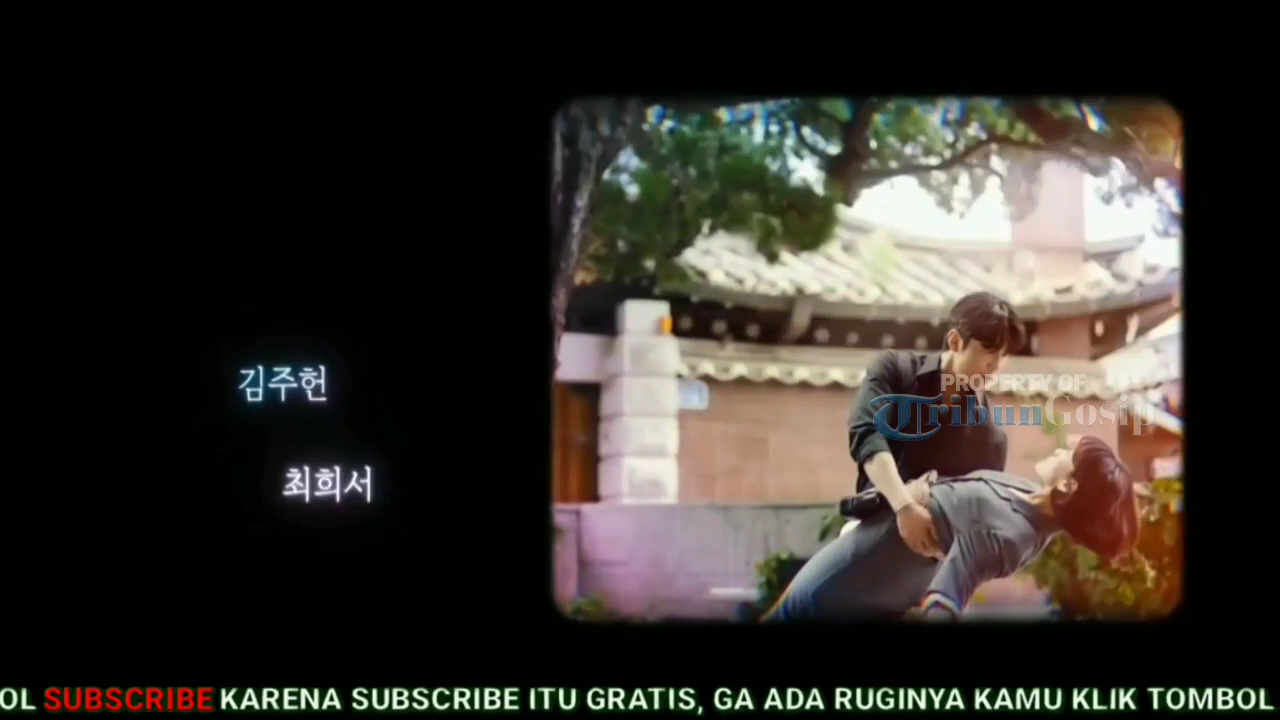 김주헌
최희서
PROPERTY OF
TribunGosip
OL SUBSCRIBE KARENA SUBSCRIBE ITU GRATIS, GA ADA RUGINYA KAMU KLIK TOMBOL